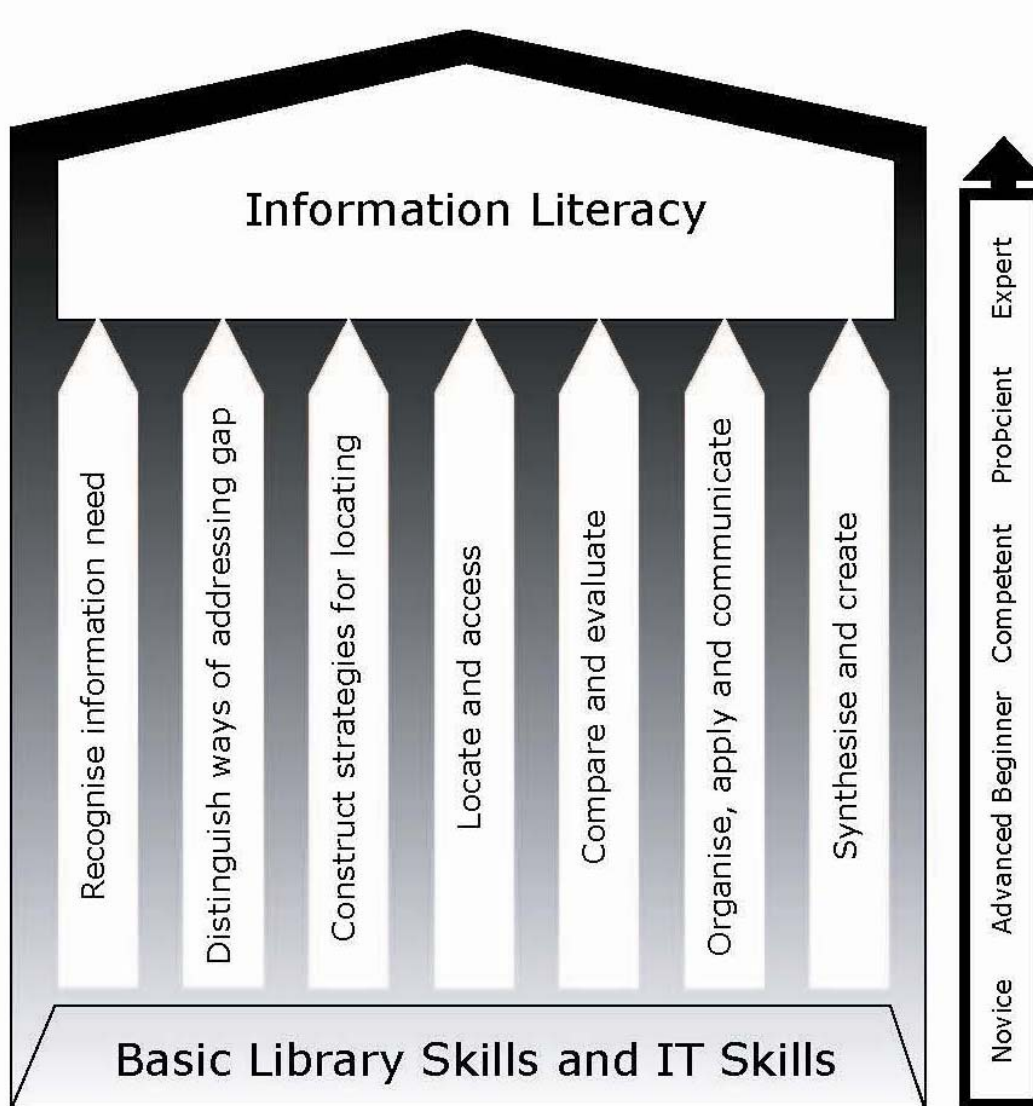 Information Literacy
Recognise information need
Distinguish ways of addressing gap
Construct strategies for locating
Locate and access
Compare and evaluate
Organise, apply and communicate
Synthesise and create
Basic Library Skills and IT Skills
Novice Advanced Beginner Competent ProÞcient Expert